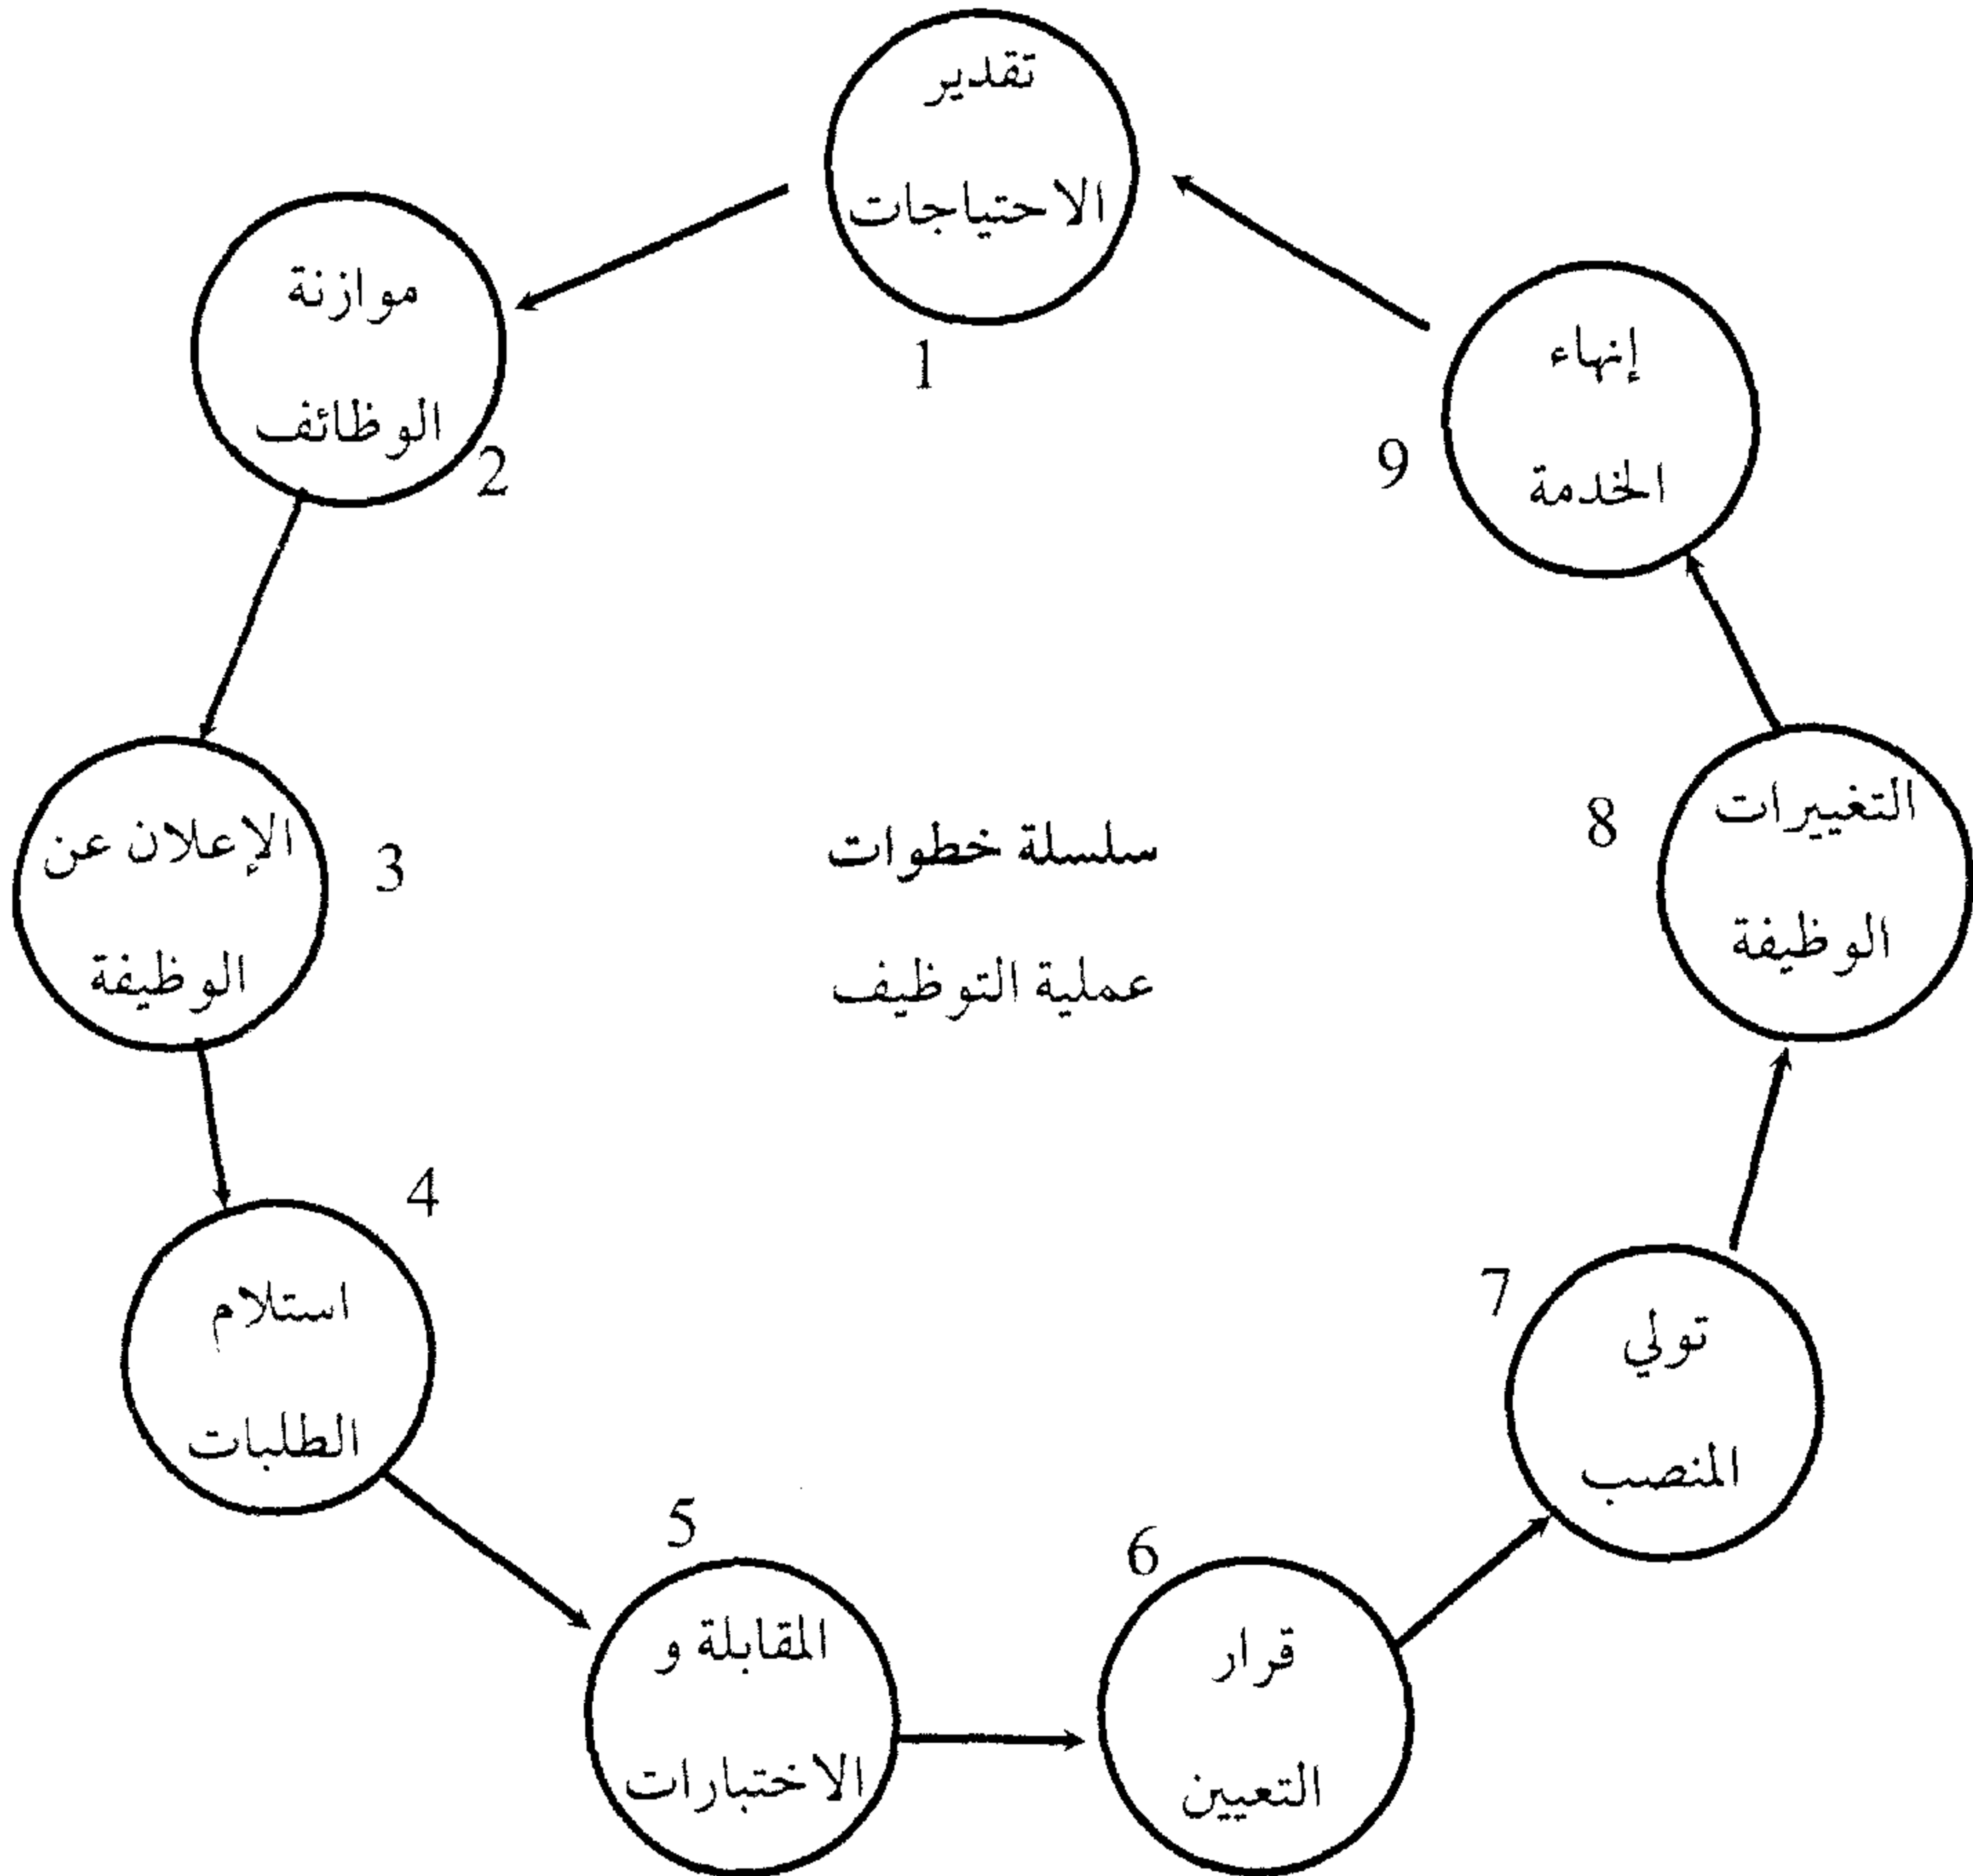 تقدير
الاحتياجات
1
موازنة
الوظائف
2
الإعلان عن
الوظيفة
3
4
استلام
الطلبات
5
المقابلة و
الاختبارات
6
قرار
التعيين
7
تولي
المنصب
8
التغييرات
الوظيفة
9
إنهاء
الخدمة
سلسلة خطوات
عملية التوظيف